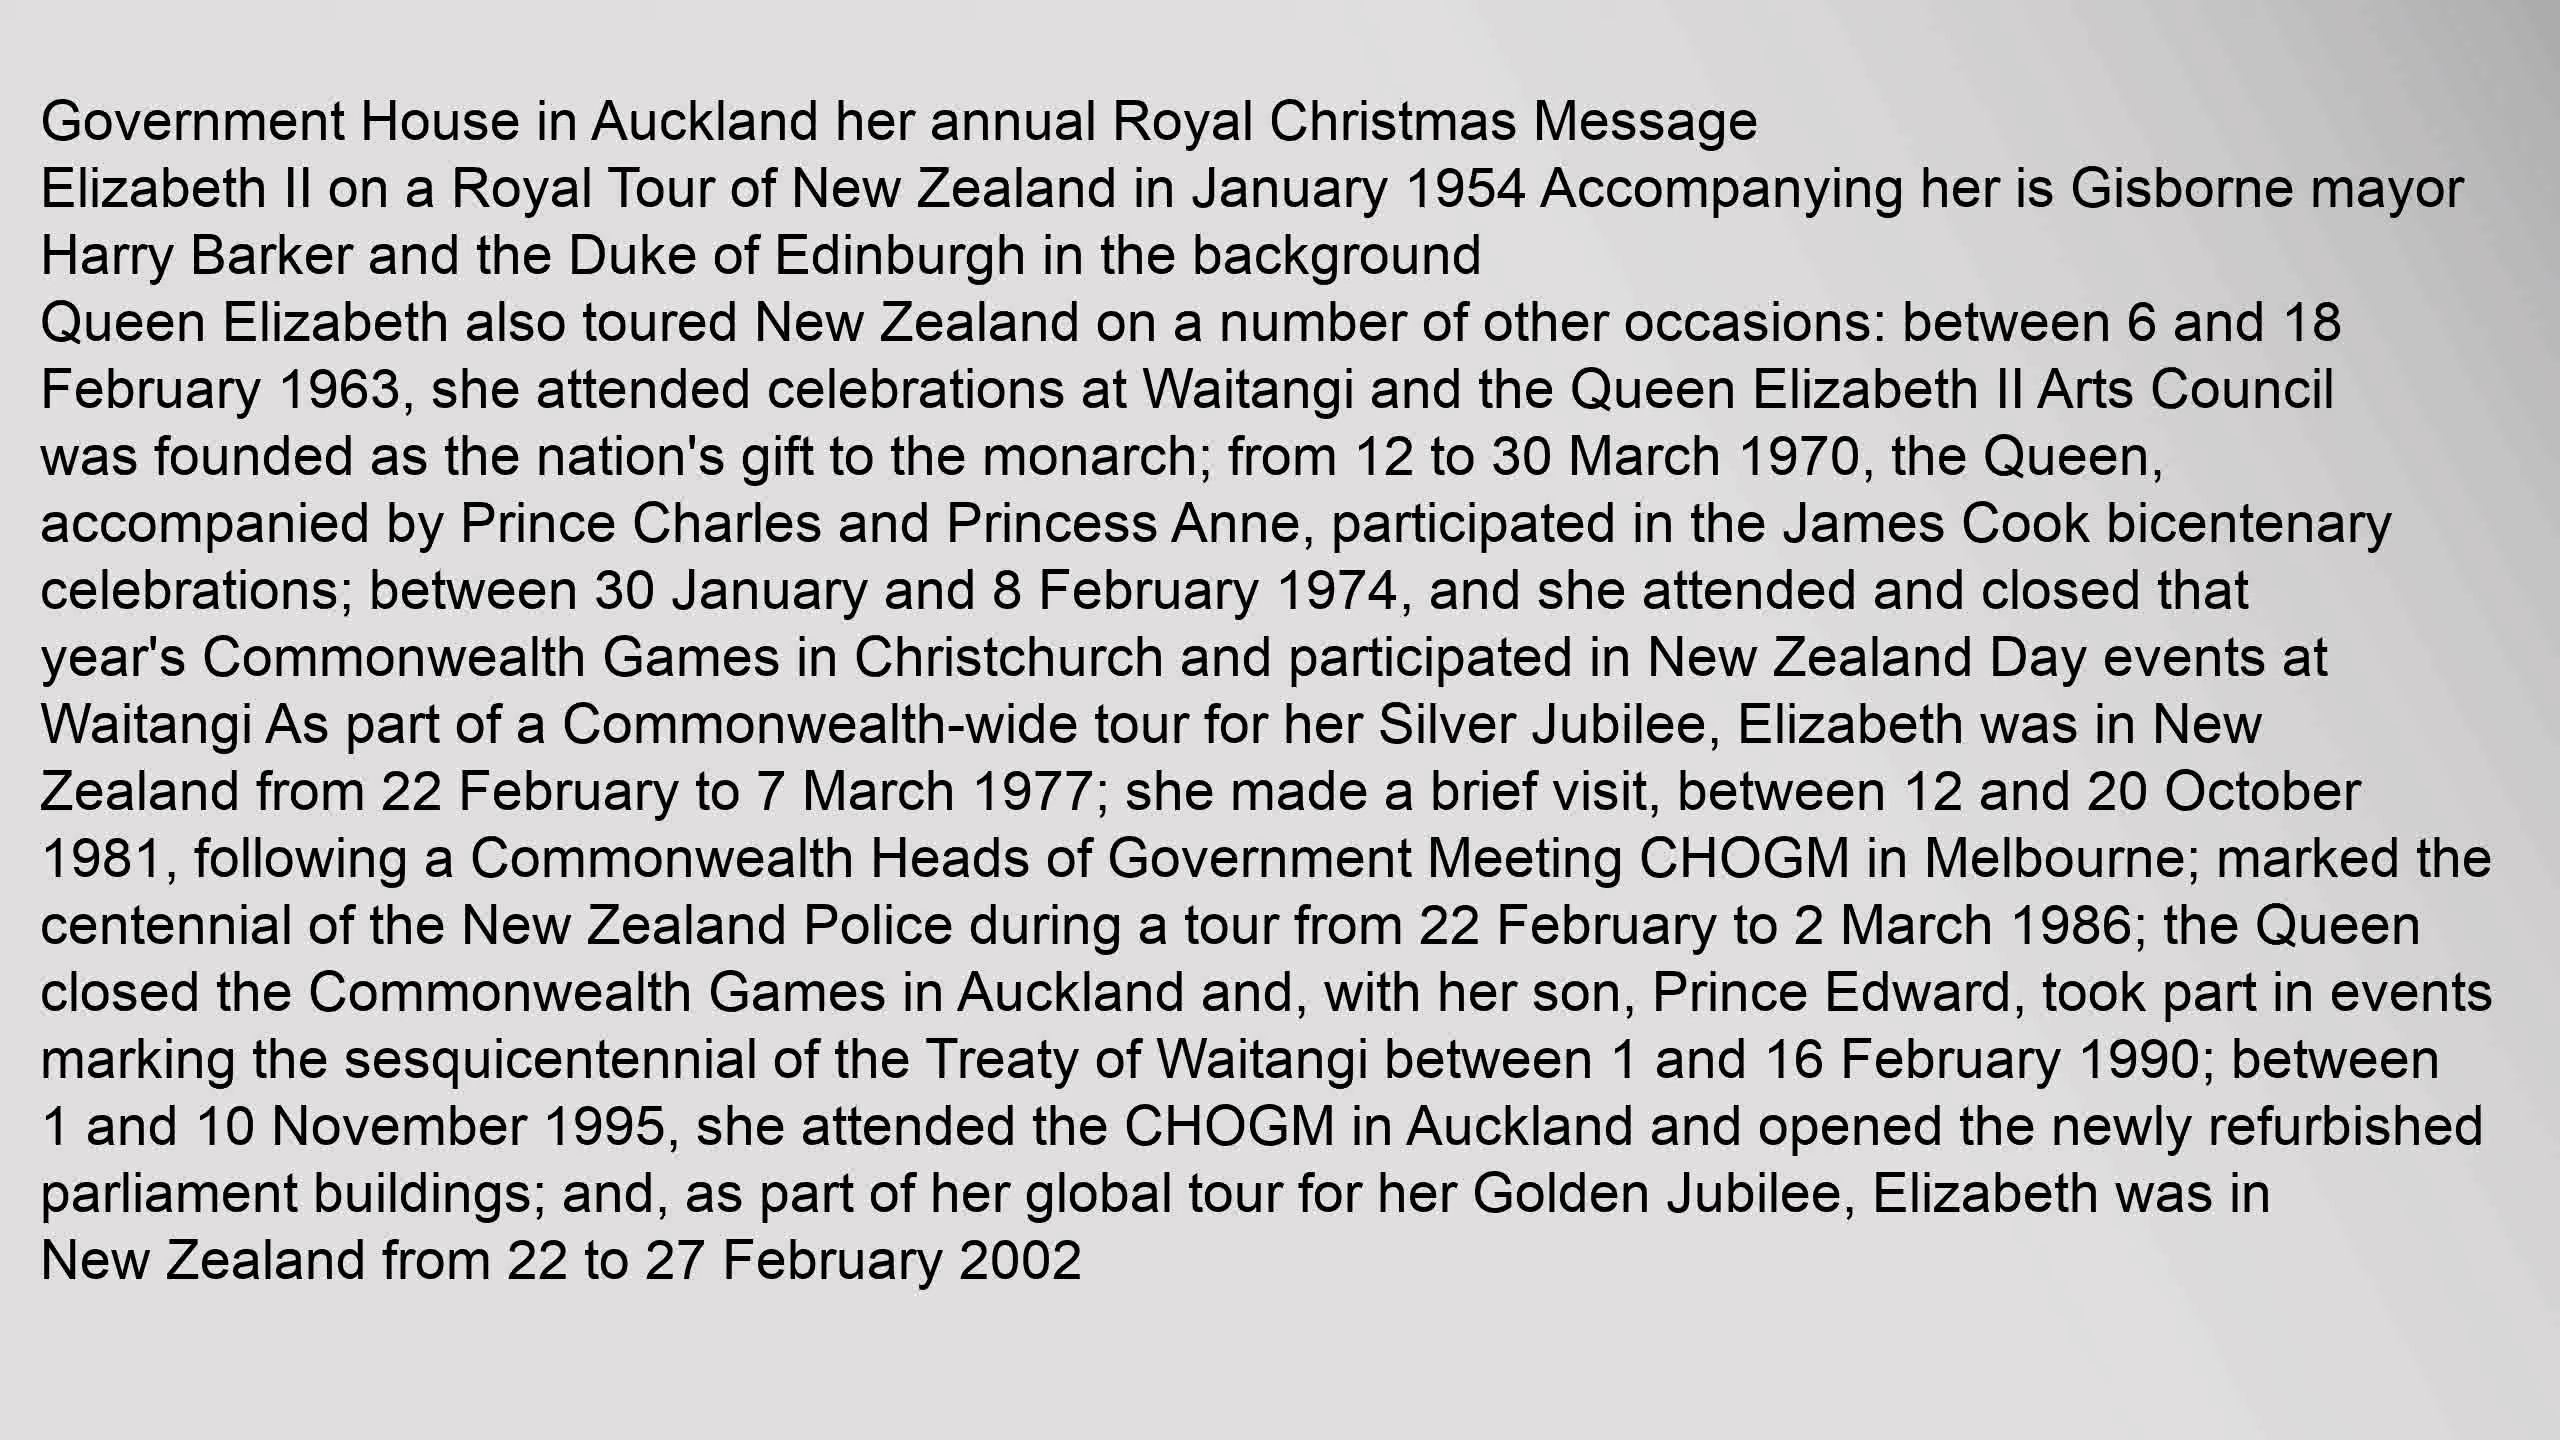 Government House in Auckland her annual Royal Christmas Message
Elizabeth II on a Royal Tour of New Zealand in January 1954 Accompanying her is Gisborne mayor
Harry Barker and the Duke of Edinburgh in the background
Queen Elizabeth also toured New Zealand on a number of other occasions: between 6 and 18
February 1963, she attended celebrations at Waitangi and the Queen Elizabeth II Arts Council
was founded as the nation's gift to the monarch; from 12 to 30 March 1970, the Queen,
accompanied by Prince Charles and Princess Anne, participated in the James Cook bicentenary
celebrations; between 30 January and 8 February 1974, and she attended and closed that
year's Commonwealth Games in Christchurch and participated in New Zealand Day events at
Waitangi As part of a Commonwealth-wide tour for her Silver Jubilee, Elizabeth was in New
Zealand from 22 February to 7 March 1977; she made a brief visit, between 12 and 20 October
1981, following a Commonwealth Heads of Government Meeting CHOGM in Melbourne; marked the
centennial of the New Zealand Police during a tour from 22 February to 2 March 1986; the Queen
closed the Commonwealth Games in Auckland and, with her son, Prince Edward, took part in events
marking the sesquicentennial of the Treaty of Waitangi between 1 and 16 February 1990; between
1 and 10 November 1995, she attended the CHOGM in Auckland and opened the newly refurbished
parliament buildings; and, as part of her global tour for her Golden Jubilee, Elizabeth was in
New Zealand from 22 to 27 February 2002